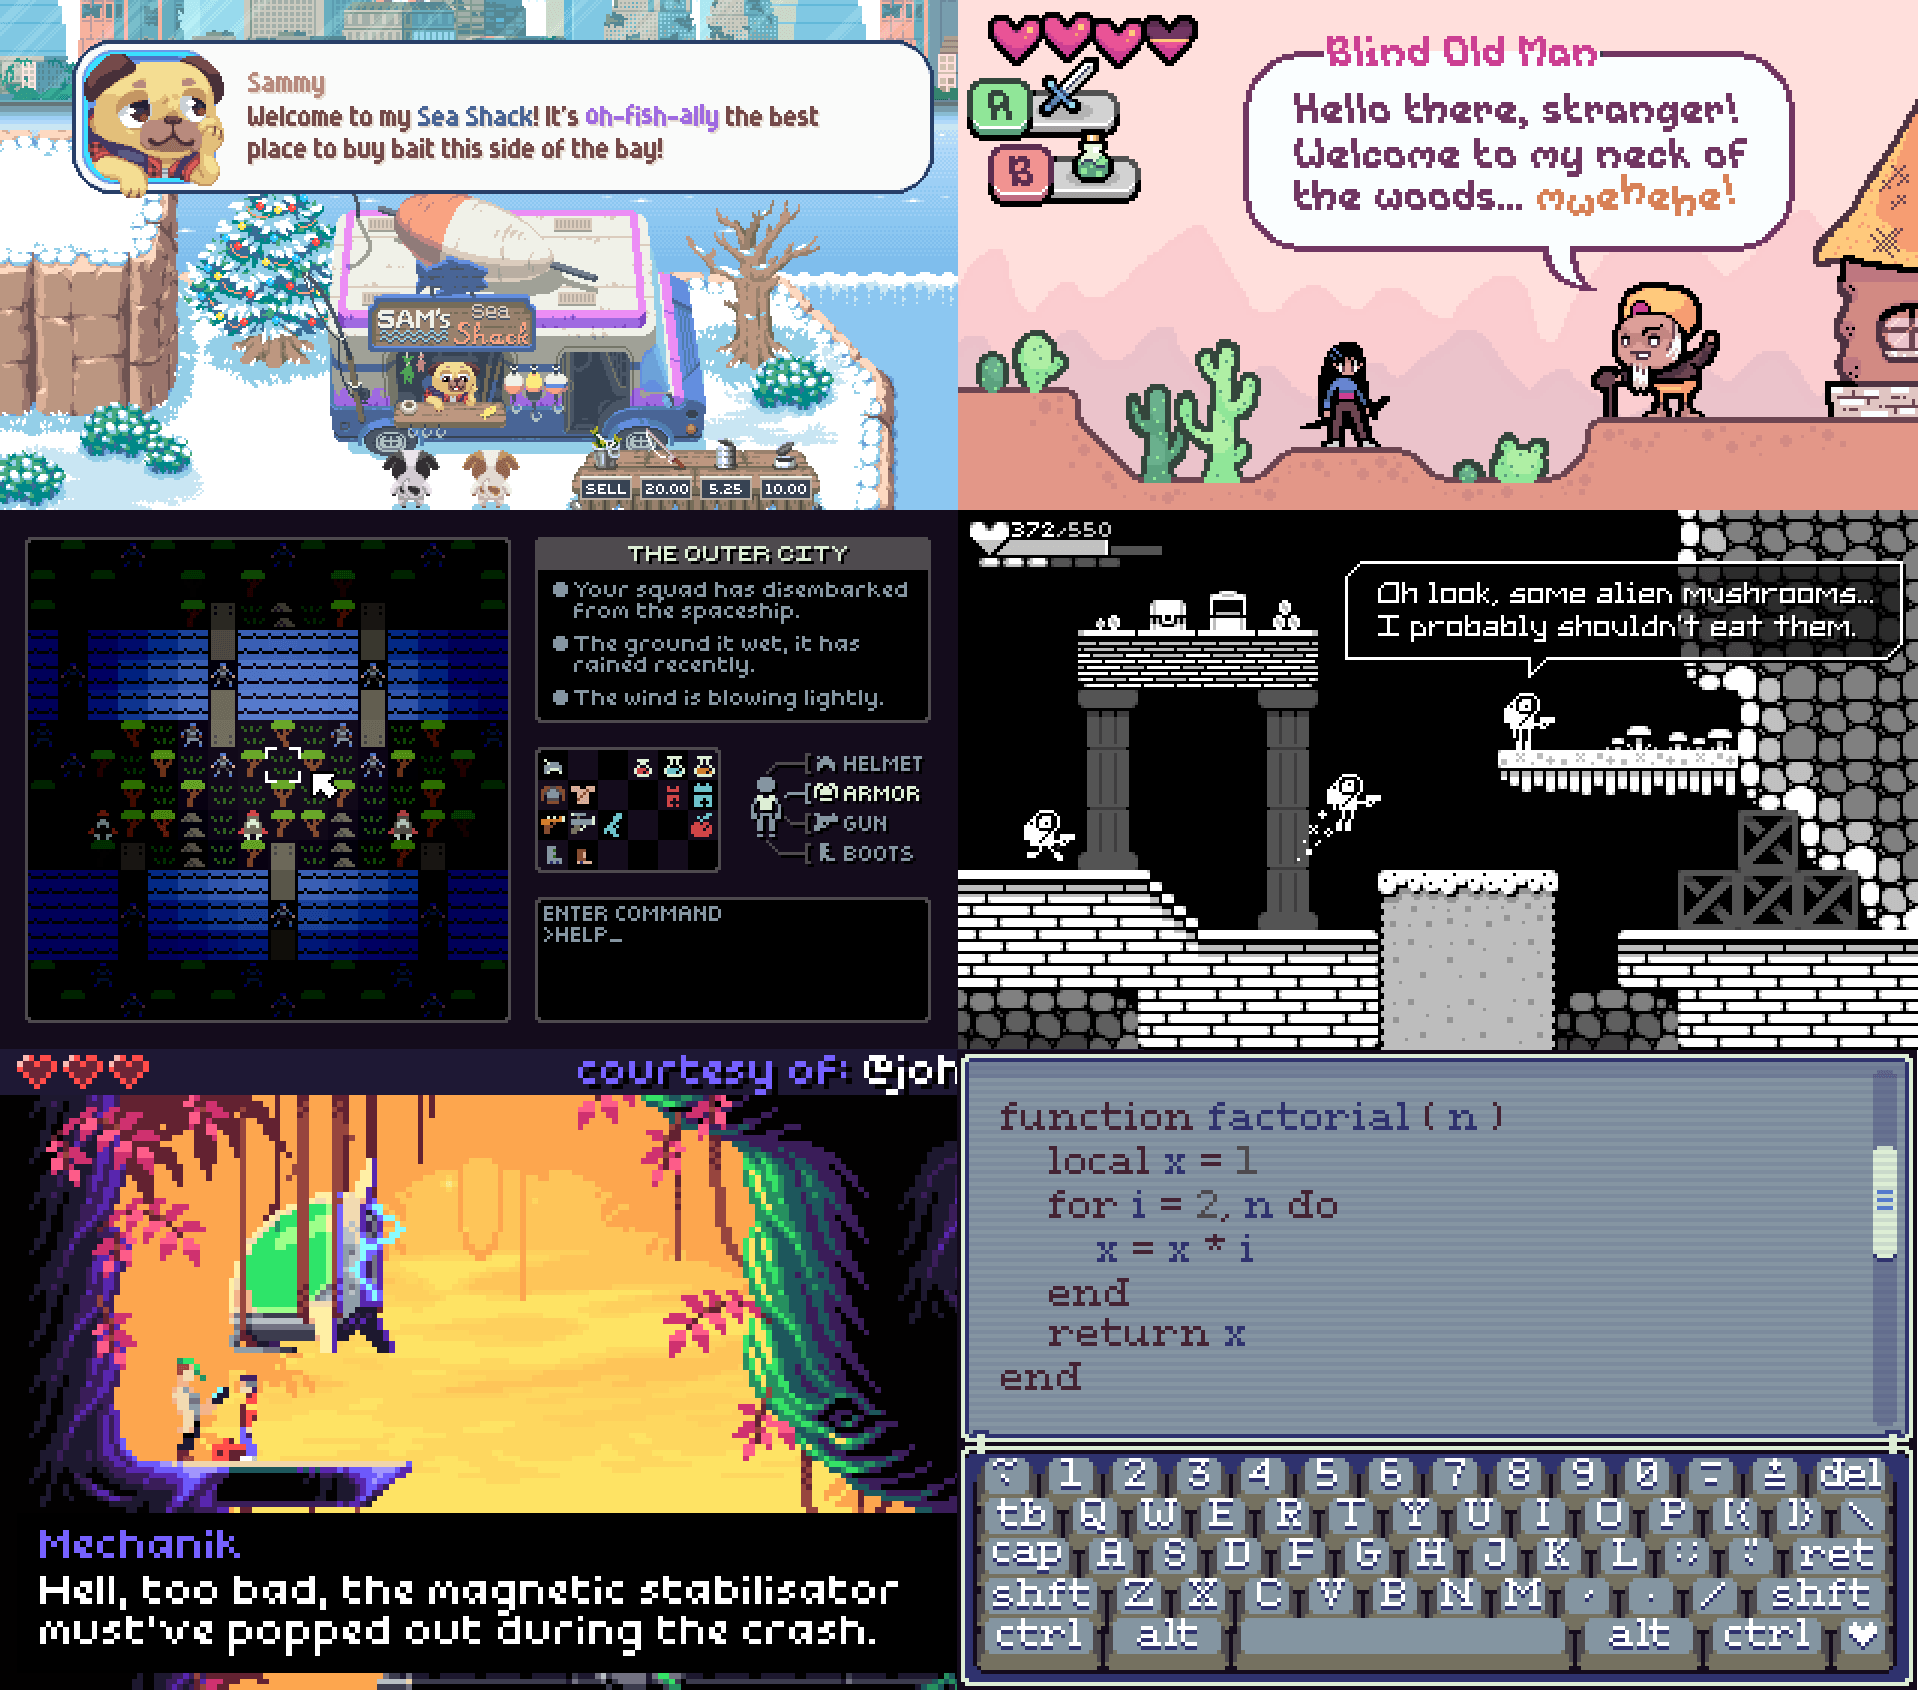 Sammy
Welcome to my Sea Shack! It's oh-fish-ally the best
place to buy bait this side of the bay!
SAM's Sea
Shack
SELL 20.00 5.25 10.00
A
B
Blind Old Man
Hello there, stranger!
Welcome to my neck of
the woods... mwehehe!
THE OUTER CITY
Your squad has disembarked
from the spaceship.
The ground it wet, it has
rained recently.
The wind is blowing lightly.
HELMET
ARMOR
GUN
BOOTS
ENTER COMMAND
>HELP_
372/550
Oh look, some alien mushrooms...
I probably shouldn't eat them.
courtesy of: @joh
Mechanik
Hell, too bad, the magnetic stabilisator
must've popped out during the crash.
function factorial ( n )
local x = 1
for i = 2, n do
x = x * i
end
return x
end
1 2 3 4 5 6 7 8 9 0 del
tb Q W E R T Y U I O P \
cap A S D F G H J K L ret
shft Z X C V B N M , . / shft
ctrl alt alt ctrl ♥